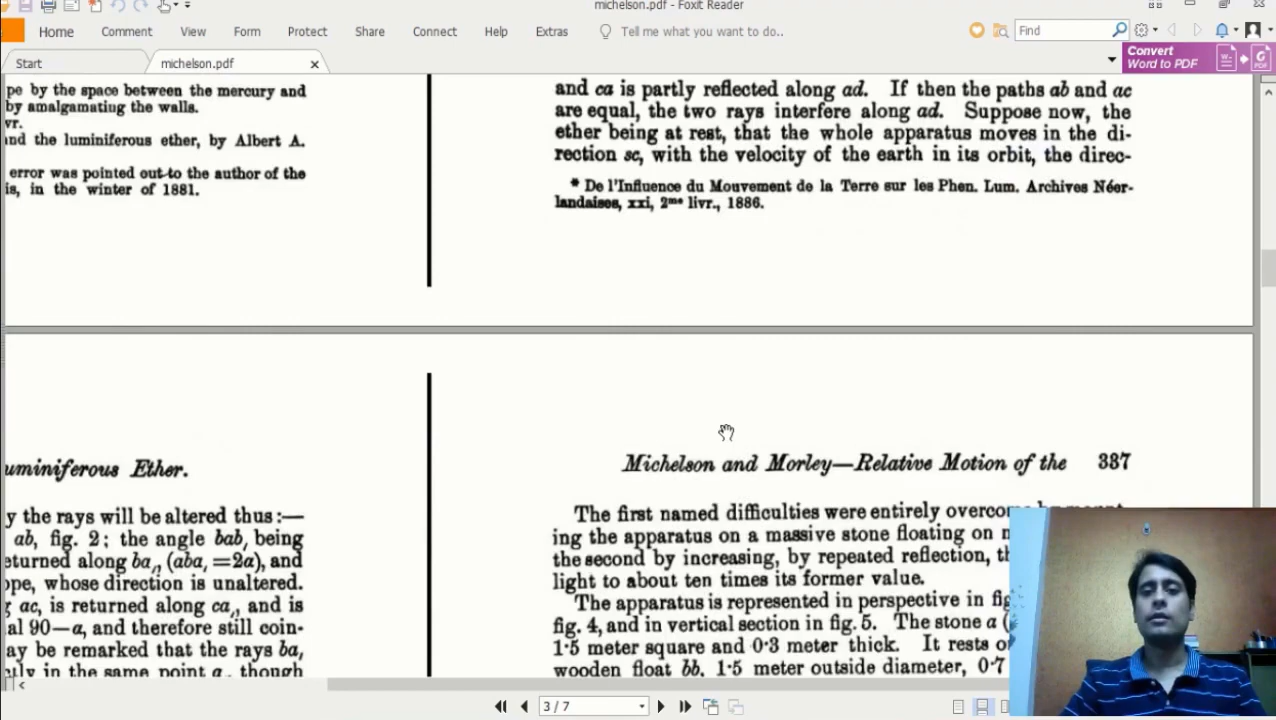 michelson.pdf - Foxit Reader
Home Comment View Form Protect Share Connect Help Extras Tell me what you want to do.. Find
Start michelson.pdf
Convert
Word to PDF
pe by the space between the mercury and
by amalgamating the walls.
vr.
nd the luminiferous ether, by Albert A.
error was pointed out to the author of the
is, in the winter of 1881.
and ca is partly reflected along ad. If then the paths ab and ac
are equal, the two rays interfere along ad. Suppose now, the
ether being at rest, that the whole apparatus moves in the di-
rection sc, with the velocity of the earth in its orbit, the direc-
* De l'Influence du Mouvement de la Terre sur les Phen. Lum. Archives Néer-
landaises, xxi, 2me livr., 1886.
uminiferous Ether.
y the rays will be altered thus :—
ab, fig. 2; the angle bab, being
eturned along ba,, (aba, =2a), and
ope, whose direction is unaltered.
g ac, is returned along ca,, and is
al 90—a, and therefore still coin-
ay be remarked that the rays ba,
ctly in the same point a, though
Michelson and Morley—Relative Motion of the 337
The first named difficulties were entirely overcome by
ing the apparatus on a massive stone floating on
the second by increasing, by repeated reflection,
light to about ten times its former value.
The apparatus is represented in perspective in
fig. 4, and in vertical section in fig. 5. The stone a
1·5 meter square and 0·3 meter thick. It rests
wooden float bb, 1·5 meter outside diameter, 0·7
3 / 7